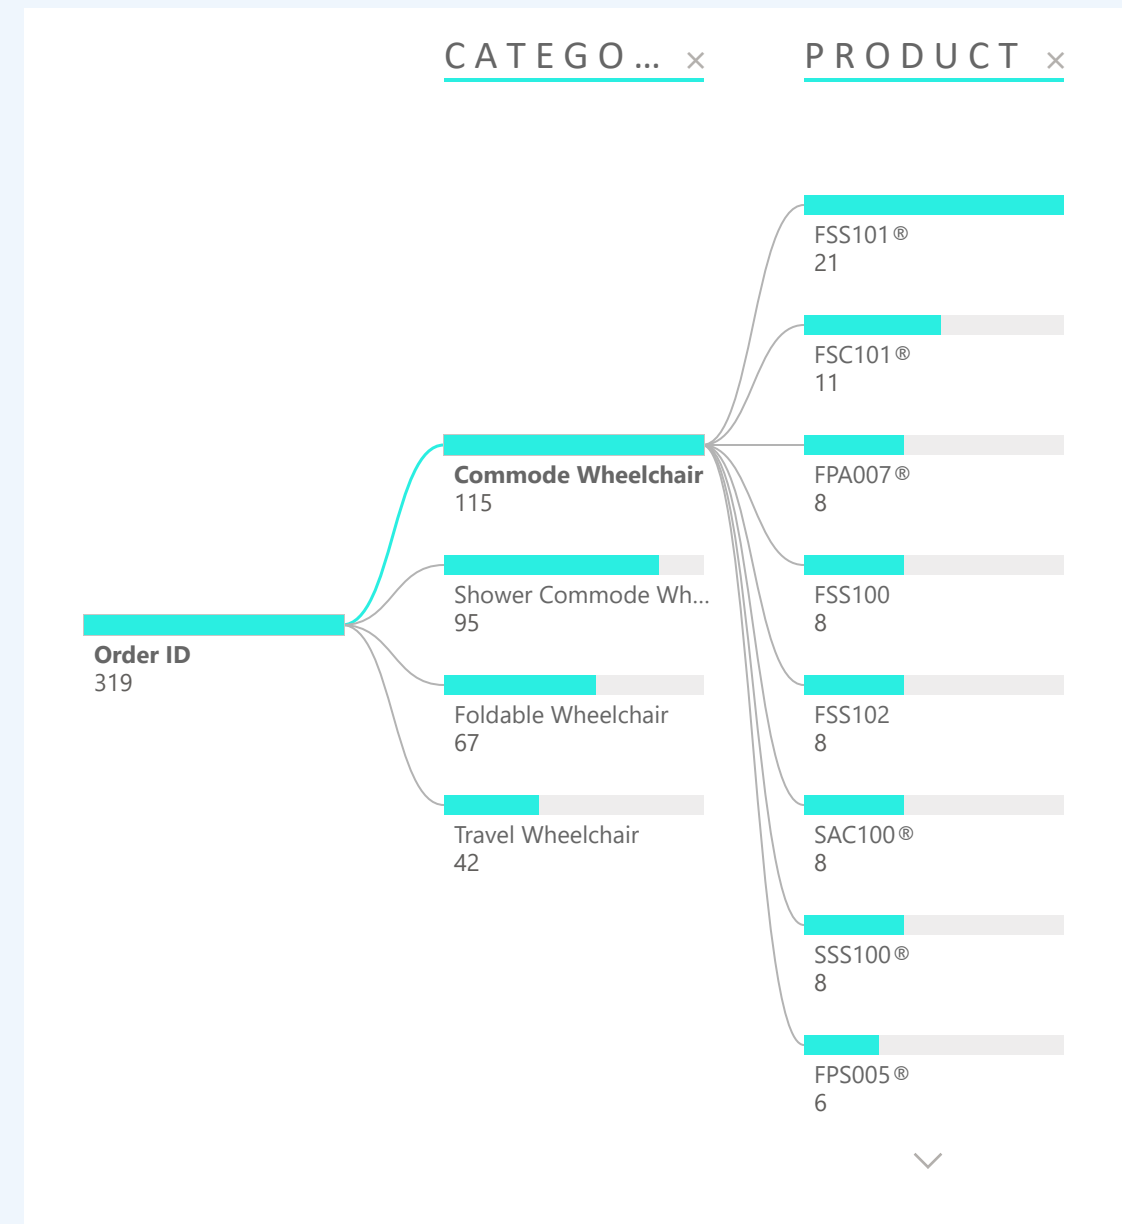 CATEGO... ×
PRODUCT ×
FSS101®
21
FSC101®
11
Commode Wheelchair
115
FPA007®
8
Shower Commode Wh...
95
FSS100
8
Order ID
319
Foldable Wheelchair
67
FSS102
8
Travel Wheelchair
42
SAC100®
8
SSS100®
8
FPS005®
6